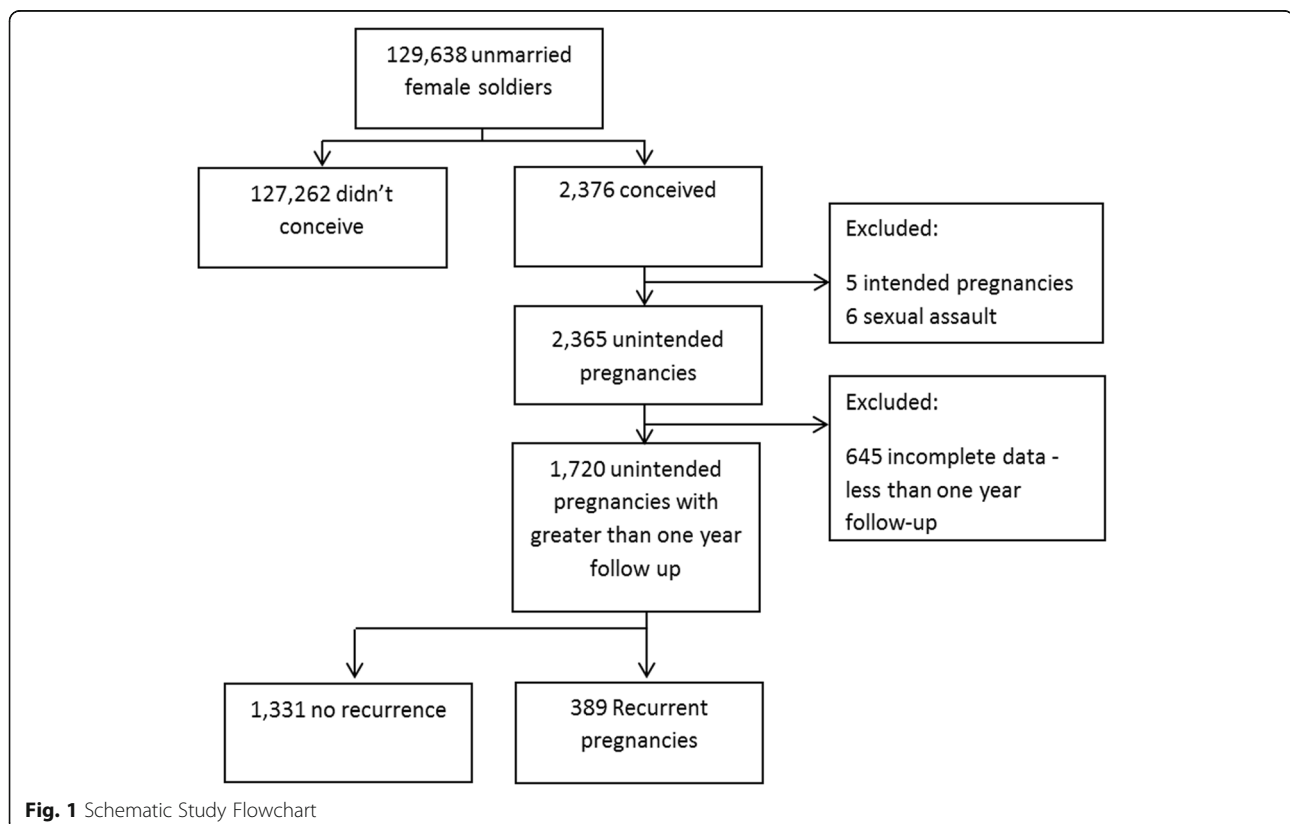 129,638 unmarried
female soldiers
127,262 didn't
conceive
2,376 conceived
Excluded:
5 intended pregnancies
6 sexual assault
2,365 unintended
pregnancies
Excluded:
645 incomplete data -
less than one year
follow-up
1,720 unintended
pregnancies with
greater than one year
follow up
1,331 no recurrence
389 Recurrent
pregnancies
Fig. 1 Schematic Study Flowchart